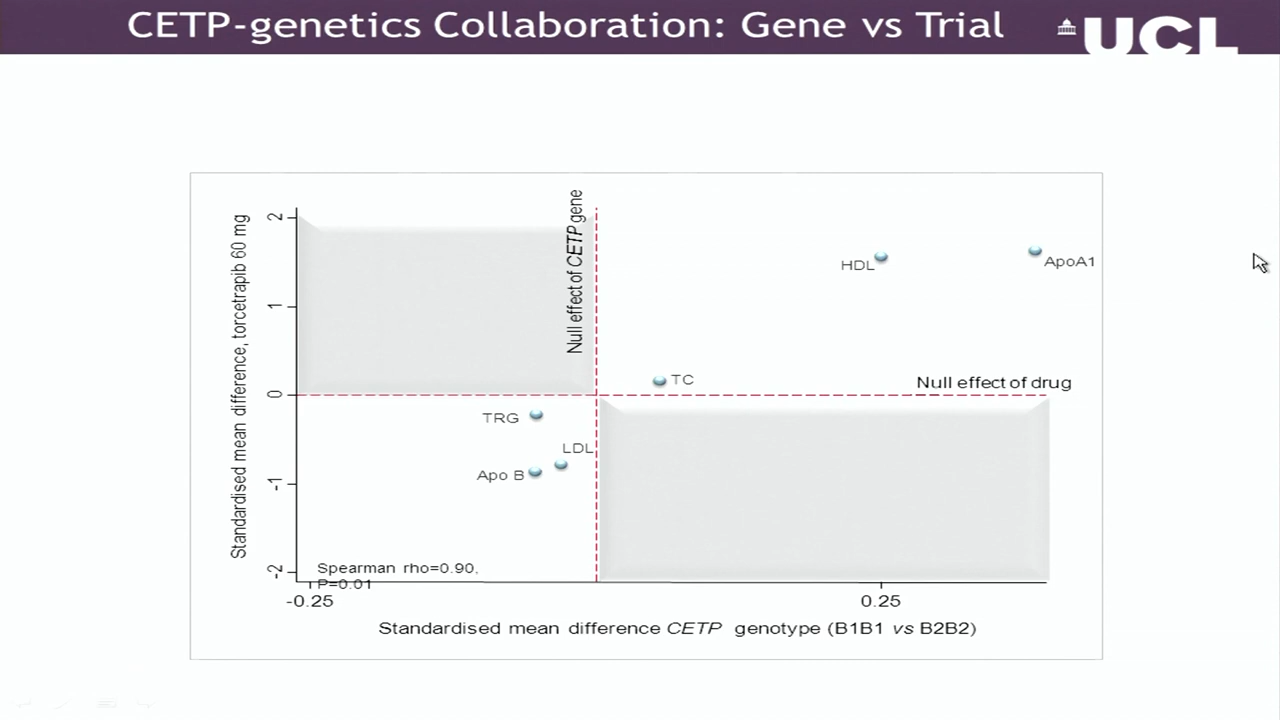 CETP-genetics Collaboration: Gene vs Trial
UCL
Standardised mean difference, torcetrapib 60 mg
2
1
0
-1
-2
Null effect of CETP gene
HDL
ApoA1
TC
Null effect of drug
TRG
LDL
Apo B
Spearman rho=0.90,
P=0.01
-0.25
0.25
Standardised mean difference CETP genotype (B1B1 vs B2B2)